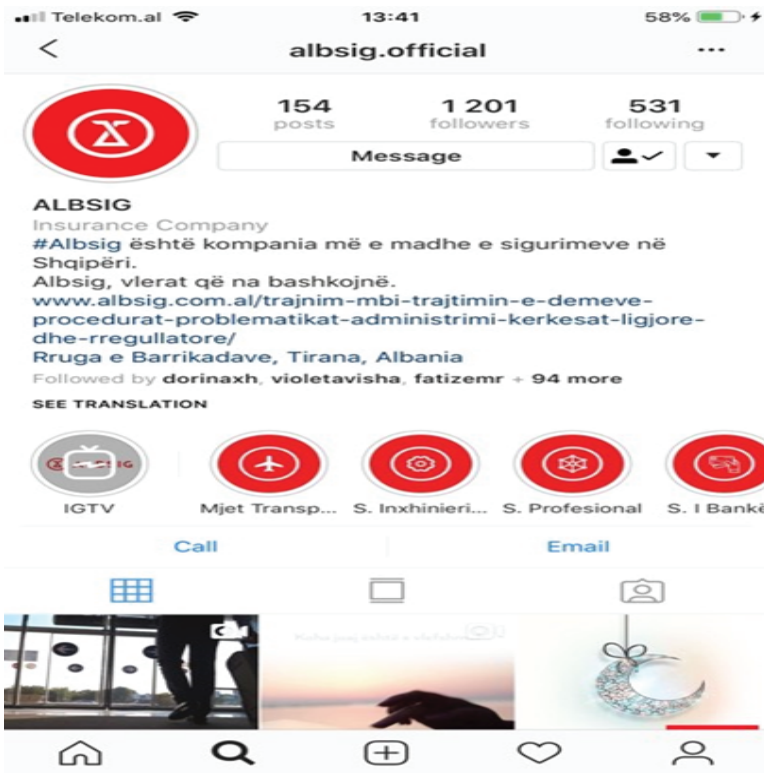 Telekom.al 13:41 58%
albsig.official
154 1 201 531
posts followers following
Message
ALBSIG
Insurance Company
#Albsig është kompania më e madhe e sigurimeve në
Shqipëri.
Albsig, vlerat që na bashkojnë.
www.albsig.com.al/trajnim-mbi-trajtimin-e-demeve-
procedurat-problematikat-administrimi-kerkesat-ligjore-
dhe-rregullatore/
Rruga e Barrikadave, Tirana, Albania
Followed by dorinaxh, violetavisha, fatizemr + 94 more
SEE TRANSLATION
IGTV Mjet Transp... S. Inxhinieri... S. Profesional S. I Bankë
Call Email